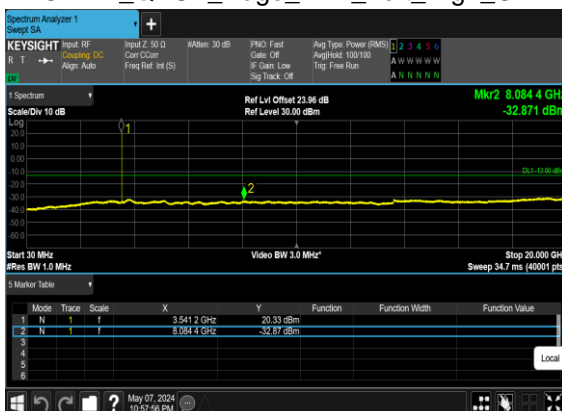 Spectrum Analyzer 1
Swept SA
+
KEYSIGHT
R T
Input: RF
Coupling: DC
Align: Auto
Input Z: 50 Ω
Corr CCorr
Freq Ref: Int (S)
#Atten: 30 dB
PNO: Fast
Gate: Off
IF Gain: Low
Sig Track: Off
Avg Type: Power (RMS)
Avg|Hold: 100/100
Trig: Free Run
1 2 3 4 5 6
A W W W W W
A N N N N N
1 Spectrum
Scale/Div 10 dB
Ref Lvl Offset 23.96 dB
Ref Level 30.00 dBm
Mkr2 8.084 4 GHz
-32.871 dBm
Log
20.0
10.0
0.00
-10.0
-20.0
-30.0
-40.0
-50.0
-60.0
1
2
DL1 -13.00 dBm
Start 30 MHz
#Res BW 1.0 MHz
Video BW 3.0 MHz*
Stop 20.000 GHz
Sweep 34.7 ms (40001 pts)
5 Marker Table
Mode Trace Scale X Y Function Function Width Function Value
1 N 1 f 3.541 2 GHz 20.33 dBm
2 N 1 f 8.084 4 GHz -32.87 dBm
3
4
5
6
Local
?
May 07, 2024
10:57:56 PM